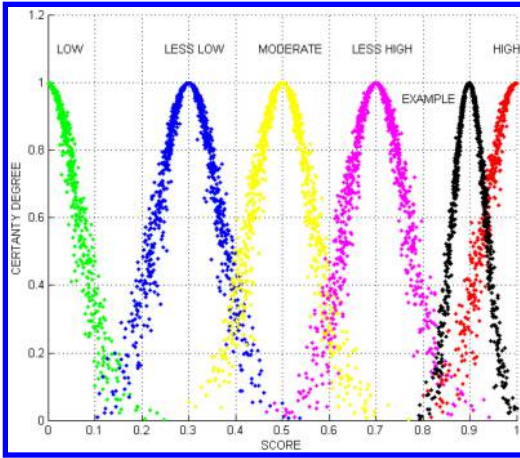 1.2
LOW LESS LOW MODERATE LESS HIGH HIGH
1
EXAMPLE
0.8
0.6
0.4
0.2
0
CERTANTY DEGREE
0 0.1 0.2 0.3 0.4 0.5 0.6 0.7 0.8 0.9 1
SCORE